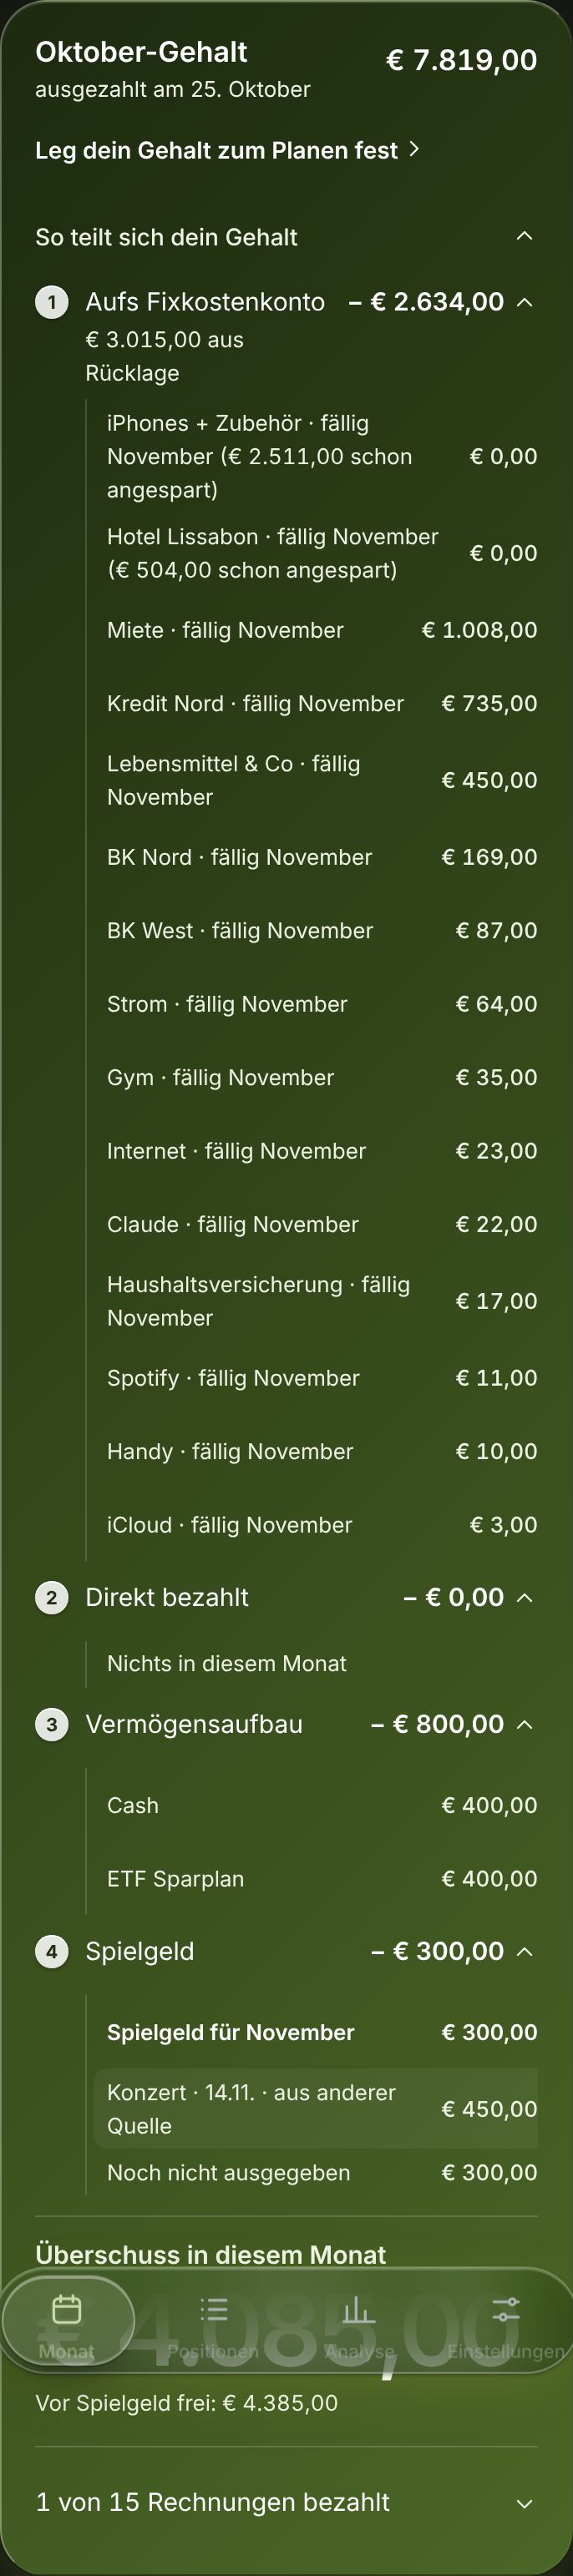 Oktober-Gehalt
€ 7.819,00
ausgezahlt am 25. Oktober
Leg dein Gehalt zum Planen fest
So teilt sich dein Gehalt
1 Aufs Fixkostenkonto – € 2.634,00
€ 3.015,00 aus
Rücklage
iPhones + Zubehör · fällig
November (€ 2.511,00 schon
angespart)
€ 0,00
Hotel Lissabon · fällig November
(€ 504,00 schon angespart)
€ 0,00
Miete · fällig November € 1.008,00
Kredit Nord · fällig November € 735,00
Lebensmittel & Co · fällig
November
€ 450,00
BK Nord · fällig November € 169,00
BK West · fällig November € 87,00
Strom · fällig November € 64,00
Gym · fällig November € 35,00
Internet · fällig November € 23,00
Claude · fällig November € 22,00
Haushaltsversicherung · fällig
November
€ 17,00
Spotify · fällig November € 11,00
Handy · fällig November € 10,00
iCloud · fällig November € 3,00
2 Direkt bezahlt – € 0,00
Nichts in diesem Monat
3 Vermögensaufbau – € 800,00
Cash € 400,00
ETF Sparplan € 400,00
4 Spielgeld – € 300,00
Spielgeld für November € 300,00
Konzert · 14.11. · aus anderer
Quelle
€ 450,00
Noch nicht ausgegeben € 300,00
Überschuss in diesem Monat
€ 4.085,00
Monat Positionen Analyse Einstellungen
Vor Spielgeld frei: € 4.385,00
1 von 15 Rechnungen bezahlt